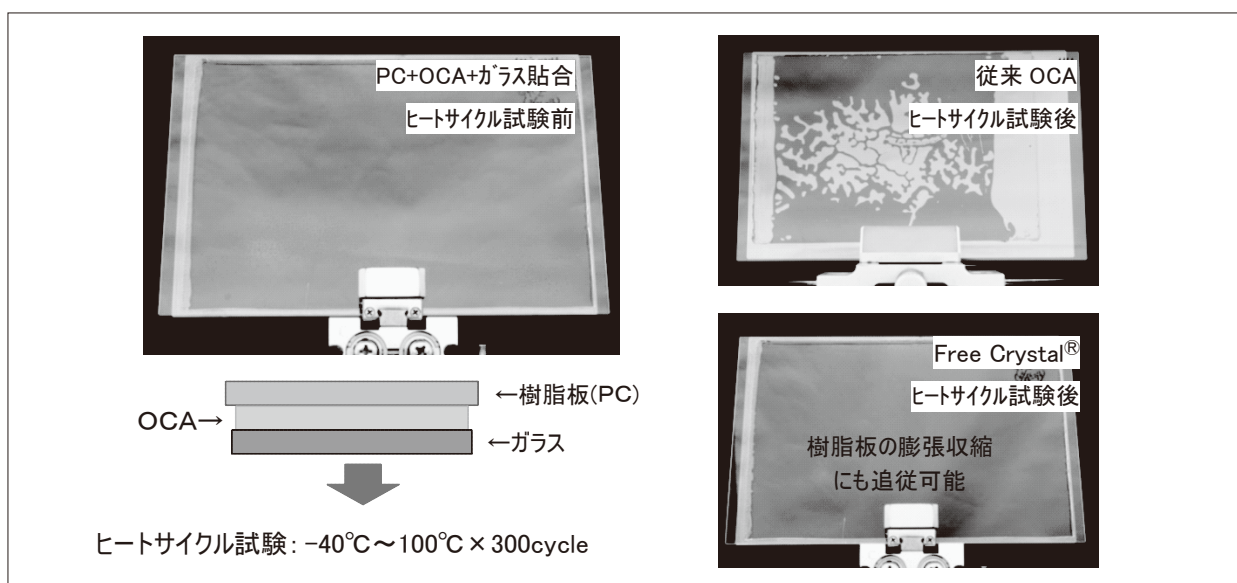 PC+OCA+ガラス貼合
ヒートサイクル試験前
←樹脂板(PC)
OCA→
←ガラス
ヒートサイクル試験：-40℃～100℃×300cycle
従来 OCA
ヒートサイクル試験後
Free Crystal®
ヒートサイクル試験後
樹脂板の膨張収縮
にも追従可能